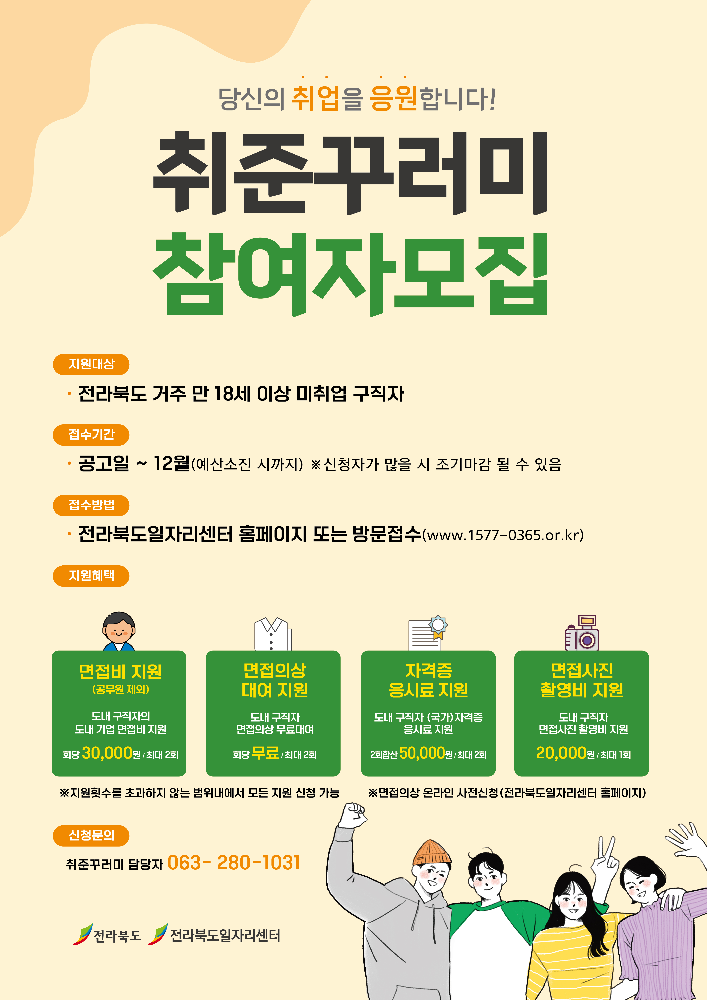 당신의 취업을 응원합니다!
취준꾸러미
참여자모집
지원대상
· 전라북도 거주 만 18세 이상 미취업 구직자
접수기간
· 공고일 ~ 12월(예산소진 시까지) ※신청자가 많을 시 조기마감 될 수 있음
접수방법
· 전라북도일자리센터 홈페이지 또는 방문접수(www.1577-0365.or.kr)
지원혜택
면접비 지원
(공무원 제외)
도내 구직자의
도내 기업 면접비 지원
회당 30,000원 / 최대 2회
면접의상
대여 지원
도내 구직자
면접의상 무료대여
회당 무료 / 최대 2회
자격증
응시료 지원
도내 구직자 (국가)자격증
응시료 지원
2회합산 50,000원 / 최대 2회
면접사진
촬영비 지원
도내 구직자
면접사진 촬영비 지원
20,000원 / 최대 1회
※지원횟수를 초과하지 않는 범위내에서 모든 지원 신청 가능
※면접의상 온라인 사전신청(전라북도일자리센터 홈페이지)
신청문의
취준꾸러미 담당자 063- 280-1031
전라북도 전라북도일자리센터